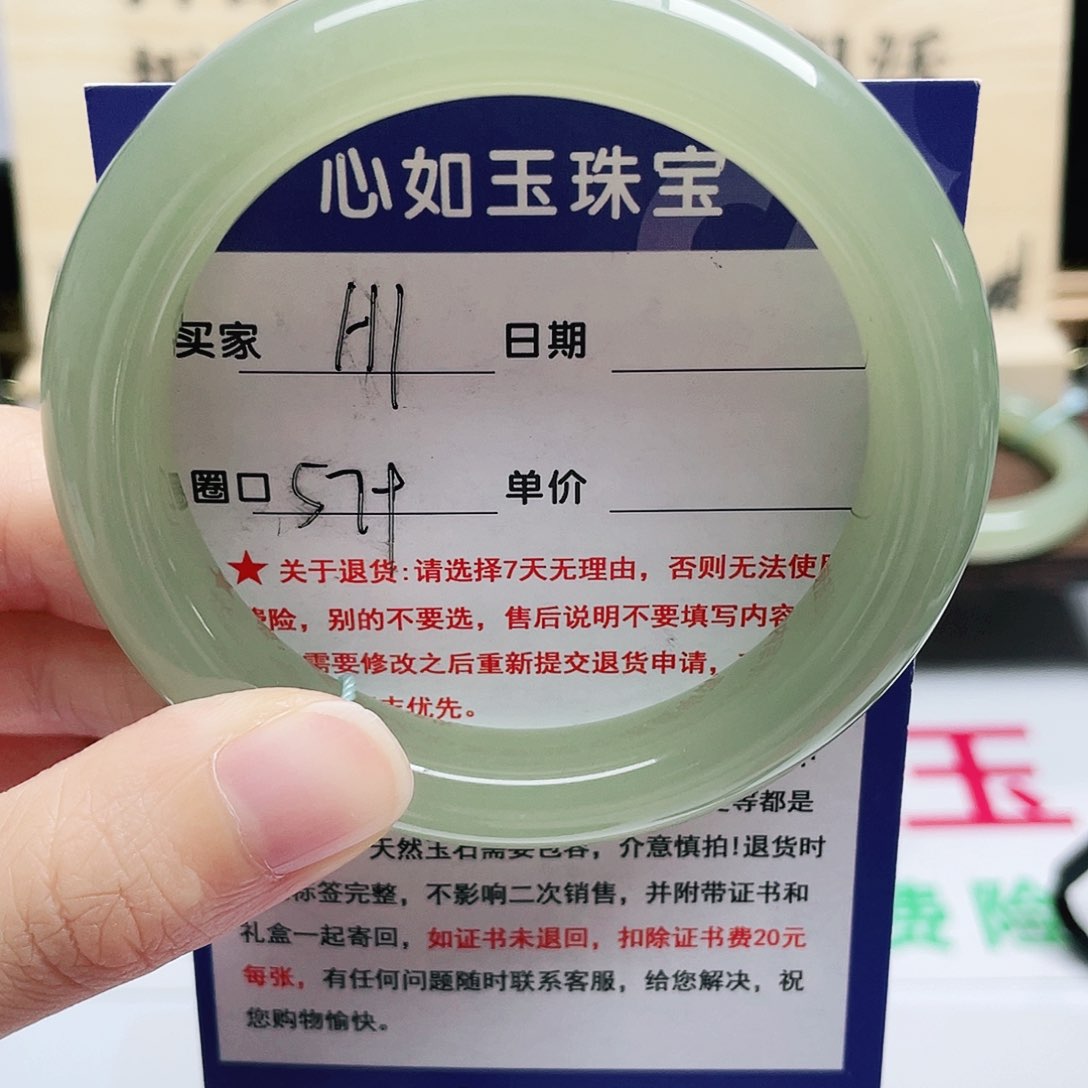 心如玉珠宝
买家 H1 日期
圈口 57+ 单价
★关于退货:请选择7天无理由，否则无法使
险，别的不要选，售后说明不要填写内容
需要修改之后重新提交退货申请，
优先。
等都是
天然玉石需要包容，介意慎拍!退货时
标签完整，不影响二次销售，并附带证书和
礼盒一起寄回，如证书未退回，扣除证书费20元
每张，有任何问题随时联系客服，给您解决，祝
您购物愉快。
玉
费险